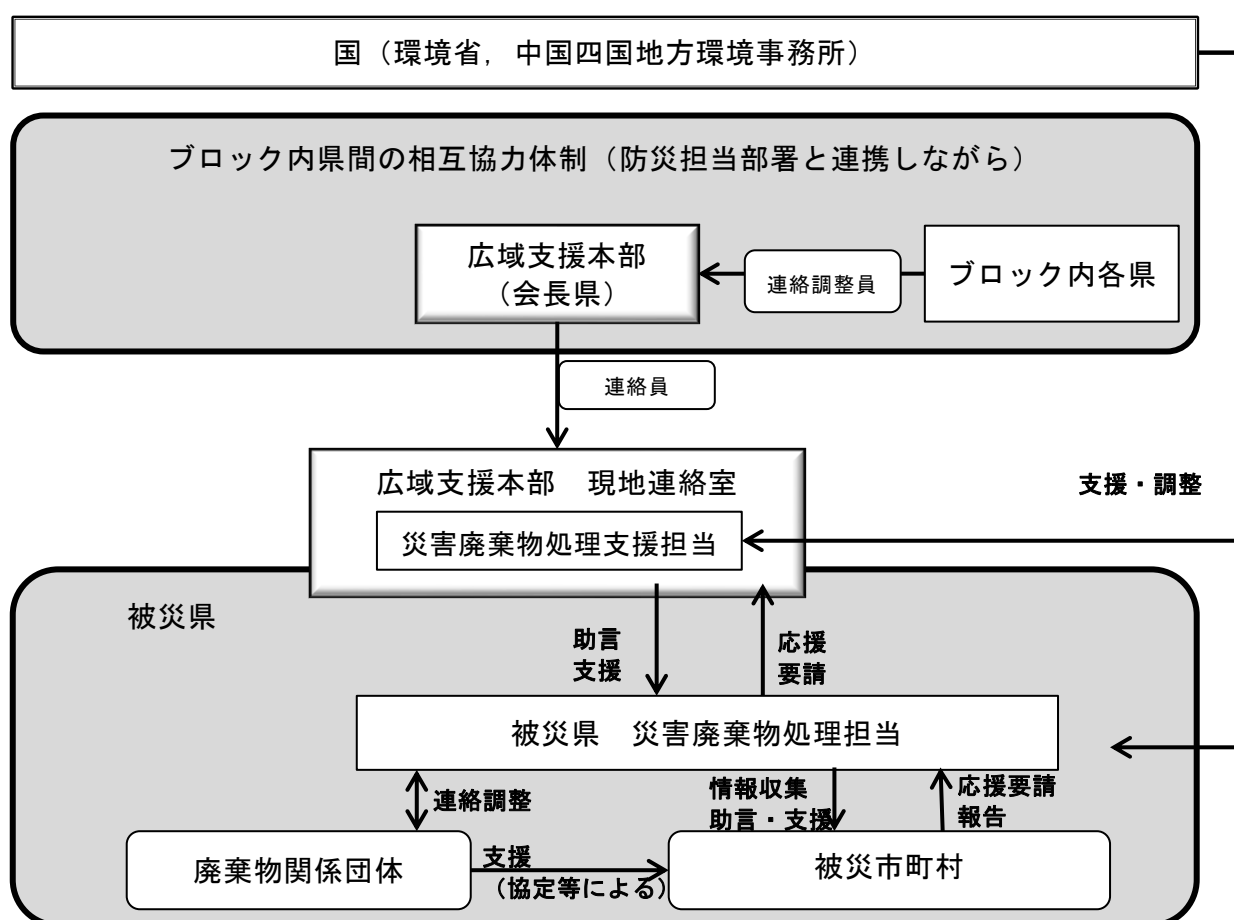 国（環境省，中国四国地方環境事務所）
ブロック内県間の相互協力体制（防災担当部署と連携しながら）
広域支援本部
（会長県）
連絡調整員
ブロック内各県
連絡員
広域支援本部　現地連絡室
災害廃棄物処理支援担当
支援・調整
被災県
助言
支援
応援
要請
被災県　災害廃棄物処理担当
連絡調整
情報収集
助言・支援
応援要請
報告
廃棄物関係団体
支援
（協定等による）
被災市町村